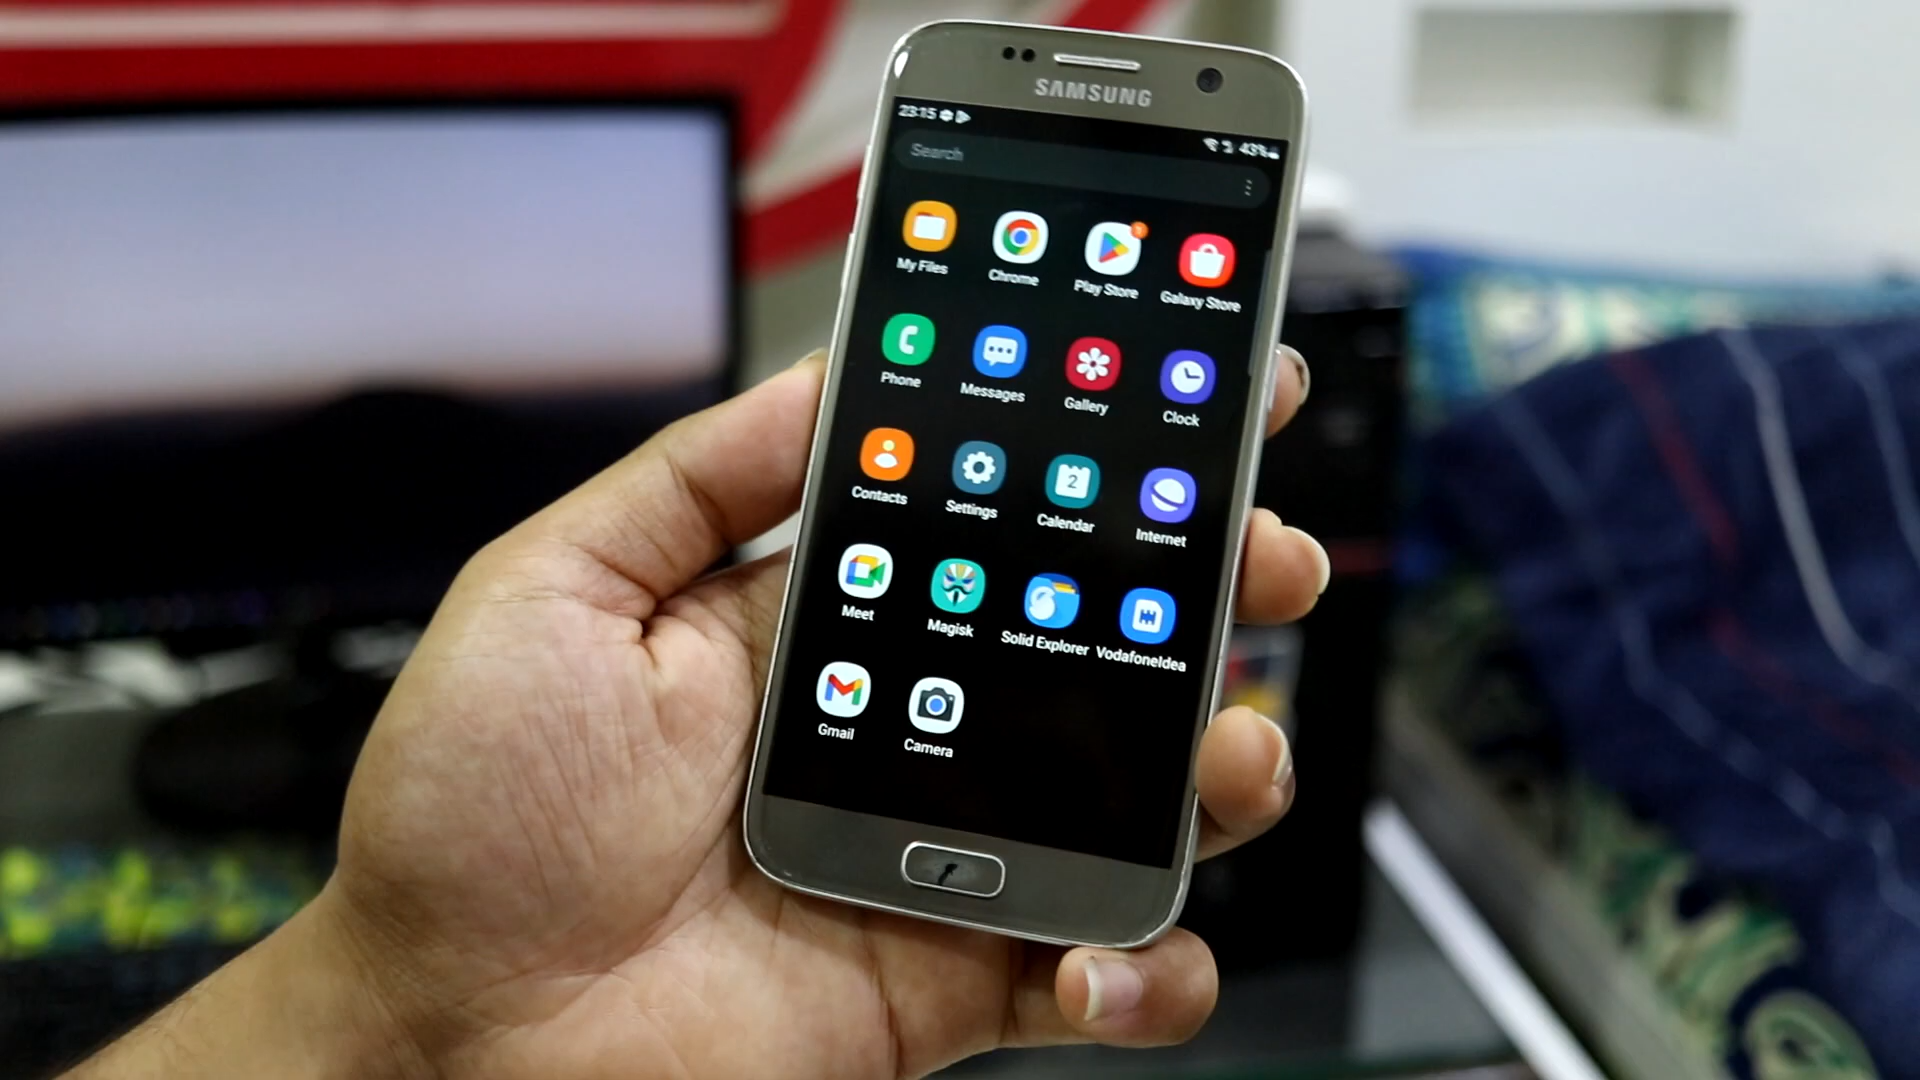 SAMSUNG
23:15
43%
Search
My Files
Chrome
Play Store
Galaxy Store
Phone
Messages
Gallery
Clock
Contacts
Settings
2
Calendar
Internet
Meet
Magisk
Solid Explorer
VodafoneIdea
Gmail
Camera